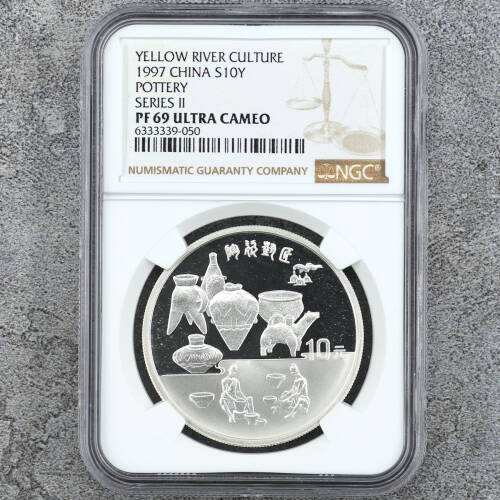 YELLOW RIVER CULTURE
1997 CHINA S10Y
POTTERY
SERIES II
PF 69 ULTRA CAMEO
6333339-050
NUMISMATIC GUARANTY COMPANY
NGC
10元